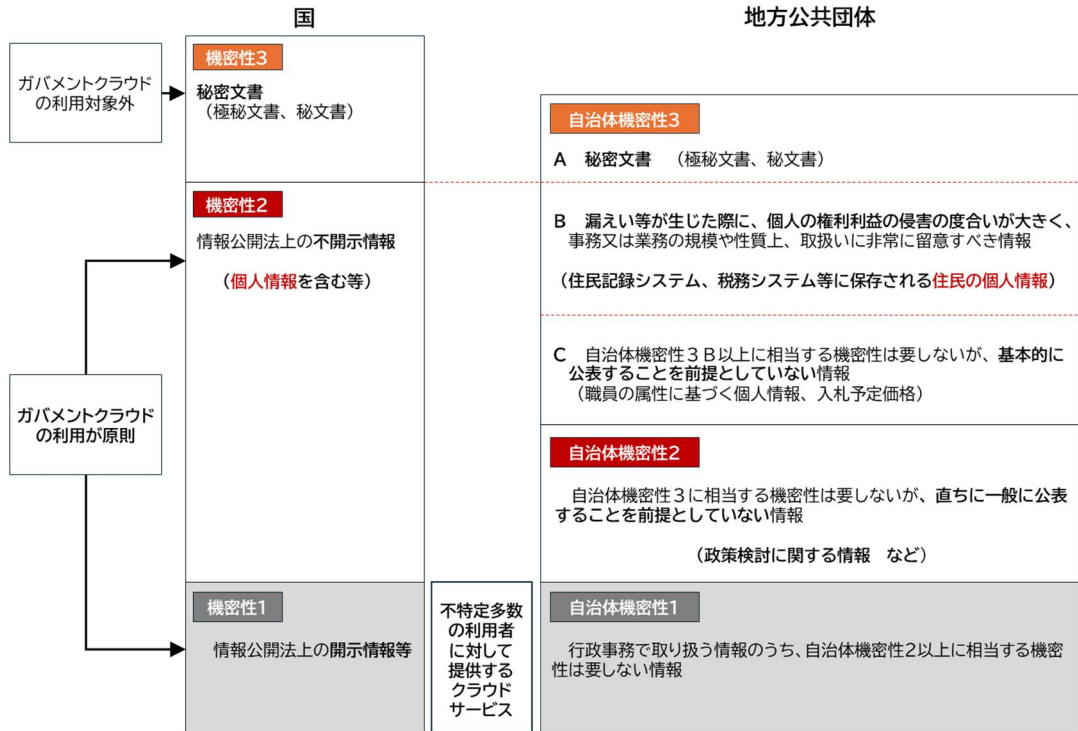 国
地方公共団体
ガバメントクラウド
の利用対象外
機密性3
秘密文書
（極秘文書、秘文書）
自治体機密性3
A 秘密文書 （極秘文書、秘文書）
機密性2
情報公開法上の不開示情報
（個人情報を含む等）
B 漏えい等が生じた際に、個人の権利利益の侵害の度合いが大きく、
事務又は業務の規模や性質上、取扱いに非常に留意すべき情報
（住民記録システム、税務システム等に保存される住民の個人情報）
C 自治体機密性３Ｂ以上に相当する機密性は要しないが、基本的に
公表することを前提としていない情報
（職員の属性に基づく個人情報、入札予定価格）
ガバメントクラウド
の利用が原則
自治体機密性2
自治体機密性３に相当する機密性は要しないが、直ちに一般に公表
することを前提としていない情報
（政策検討に関する情報 など）
機密性1
情報公開法上の開示情報等
不特定多数
の利用者
に対して
提供する
クラウド
サービス
自治体機密性1
行政事務で取り扱う情報のうち、自治体機密性２以上に相当する機密
性は要しない情報